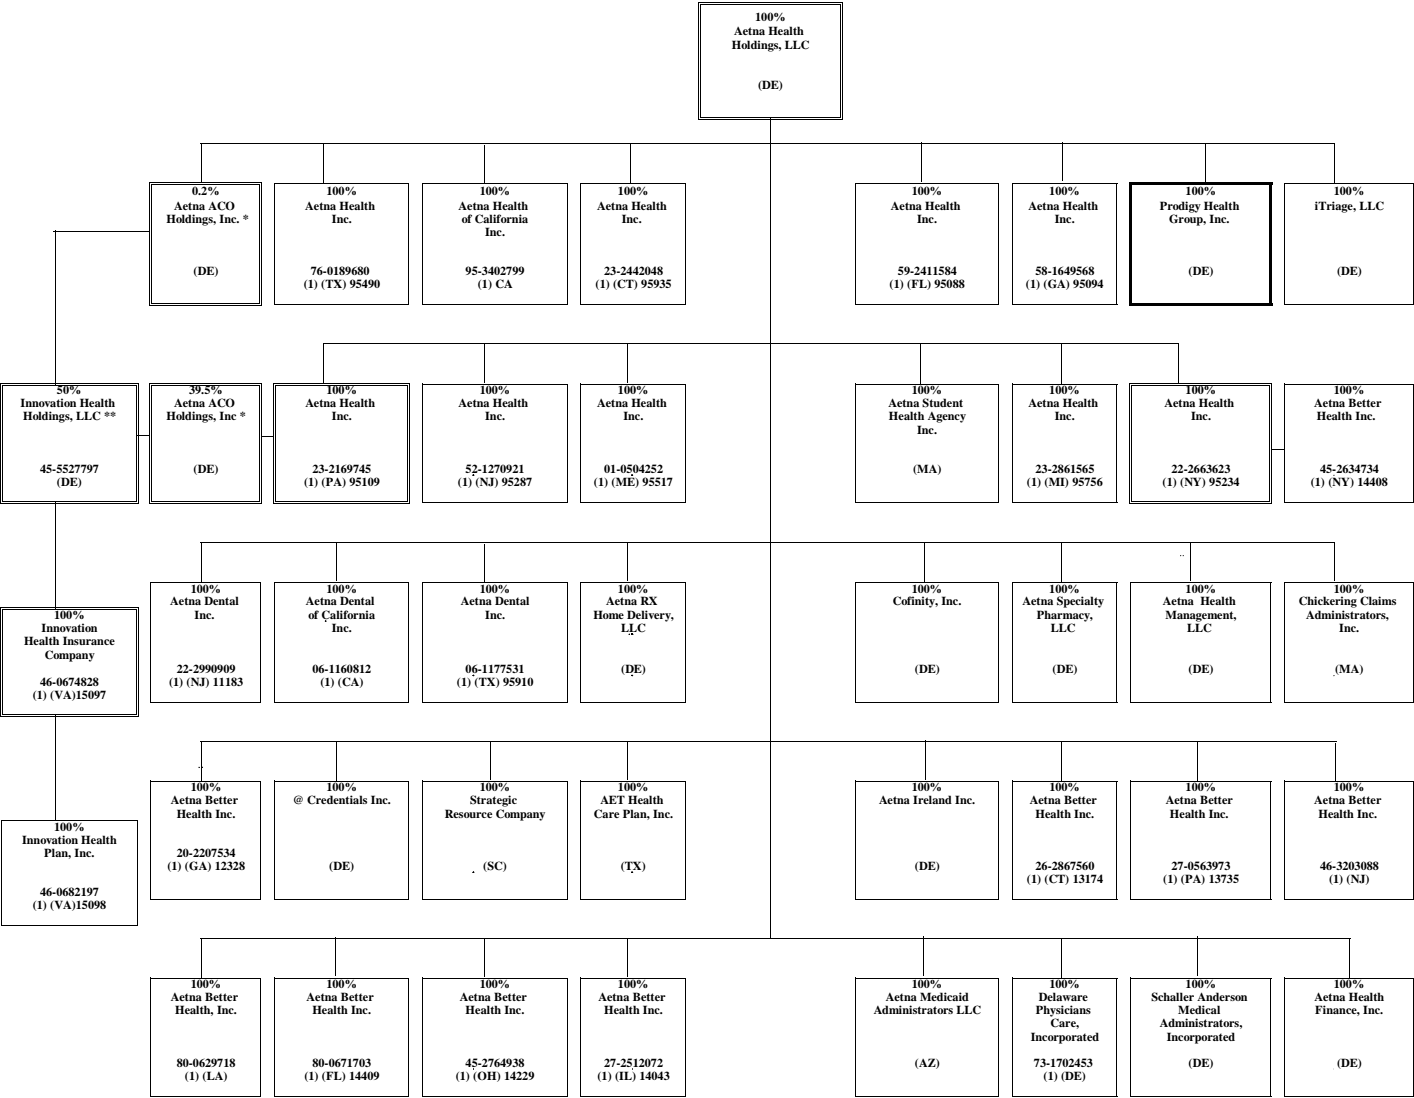 100%
Aetna Health
Holdings, LLC
(DE)
0.2%
Aetna ACO
Holdings, Inc. *
(DE)
100%
Aetna Health
Inc.
76-0189680
(1) (TX) 95490
100%
Aetna Health
of California
Inc.
95-3402799
(1) CA
100%
Aetna Health
Inc.
23-2442048
(1) (CT) 95935
100%
Aetna Health
Inc.
59-2411584
(1) (FL) 95088
100%
Aetna Health
Inc.
58-1649568
(1) (GA) 95094
100%
Prodigy Health
Group, Inc.
(DE)
100%
iTriage, LLC
(DE)
50%
Innovation Health
Holdings, LLC **
45-5527797
(DE)
39.5%
Aetna ACO
Holdings, Inc *
(DE)
100%
Aetna Health
Inc.
23-2169745
(1) (PA) 95109
100%
Aetna Health
Inc.
52-1270921
(1) (NJ) 95287
100%
Aetna Health
Inc.
01-0504252
(1) (ME) 95517
100%
Aetna Student
Health Agency
Inc.
(MA)
100%
Aetna Health
Inc.
23-2861565
(1) (MI) 95756
100%
Aetna Health
Inc.
22-2663623
(1) (NY) 95234
100%
Aetna Better
Health Inc.
45-2634734
(1) (NY) 14408
100%
Innovation
Health Insurance
Company
46-0674828
(1) (VA)15097
100%
Aetna Dental
Inc.
22-2990909
(1) (NJ) 11183
100%
Aetna Dental
of California
Inc.
06-1160812
(1) (CA)
100%
Aetna Dental
Inc.
06-1177531
(1) (TX) 95910
100%
Aetna RX
Home Delivery,
LLC
(DE)
100%
Cofinity, Inc.
(DE)
100%
Aetna Specialty
Pharmacy,
LLC
(DE)
100%
Aetna Health
Management,
LLC
(DE)
100%
Chickering Claims
Administrators,
Inc.
(MA)
100%
Innovation Health
Plan, Inc.
46-0682197
(1) (VA)15098
100%
Aetna Better
Health Inc.
20-2207534
(1) (GA) 12328
100%
@ Credentials Inc.
(DE)
100%
Strategic
Resource Company
(SC)
100%
AET Health
Care Plan, Inc.
(TX)
100%
Aetna Ireland Inc.
(DE)
100%
Aetna Better
Health Inc.
26-2867560
(1) (CT) 13174
100%
Aetna Better
Health Inc.
27-0563973
(1) (PA) 13735
100%
Aetna Better
Health Inc.
46-3203088
(1) (NJ)
100%
Aetna Better
Health, Inc.
80-0629718
(1) (LA)
100%
Aetna Better
Health Inc.
80-0671703
(1) (FL) 14409
100%
Aetna Better
Health Inc.
45-2764938
(1) (OH) 14229
100%
Aetna Better
Health Inc.
27-2512072
(1) (IL) 14043
100%
Aetna Medicaid
Administrators LLC
(AZ)
100%
Delaware
Physicians
Care,
Incorporated
73-1702453
(1) (DE)
100%
Schaller Anderson
Medical
Administrators,
Incorporated
(DE)
100%
Aetna Health
Finance, Inc.
(DE)